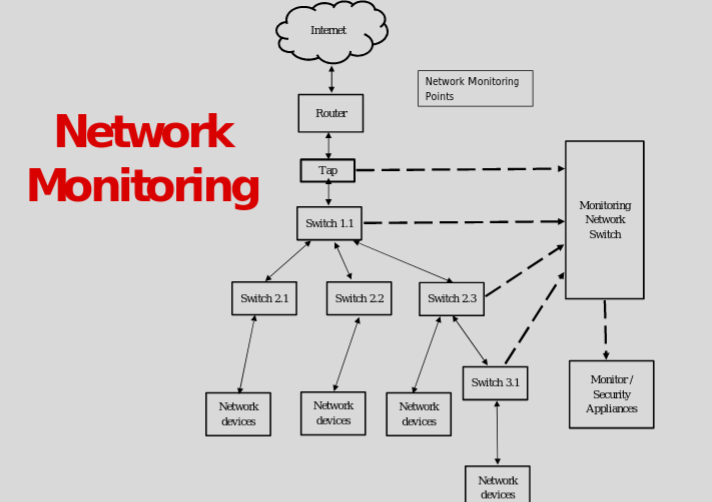 Internet
Network Monitoring
Points
Router
Network
Monitoring
Tap
Monitoring
Network
Switch
Switch 1.1
Switch 2.1
Switch 2.2
Switch 2.3
Switch 3.1
Monitor /
Security
Appliances
Network
devices
Network
devices
Network
devices
Network
devices